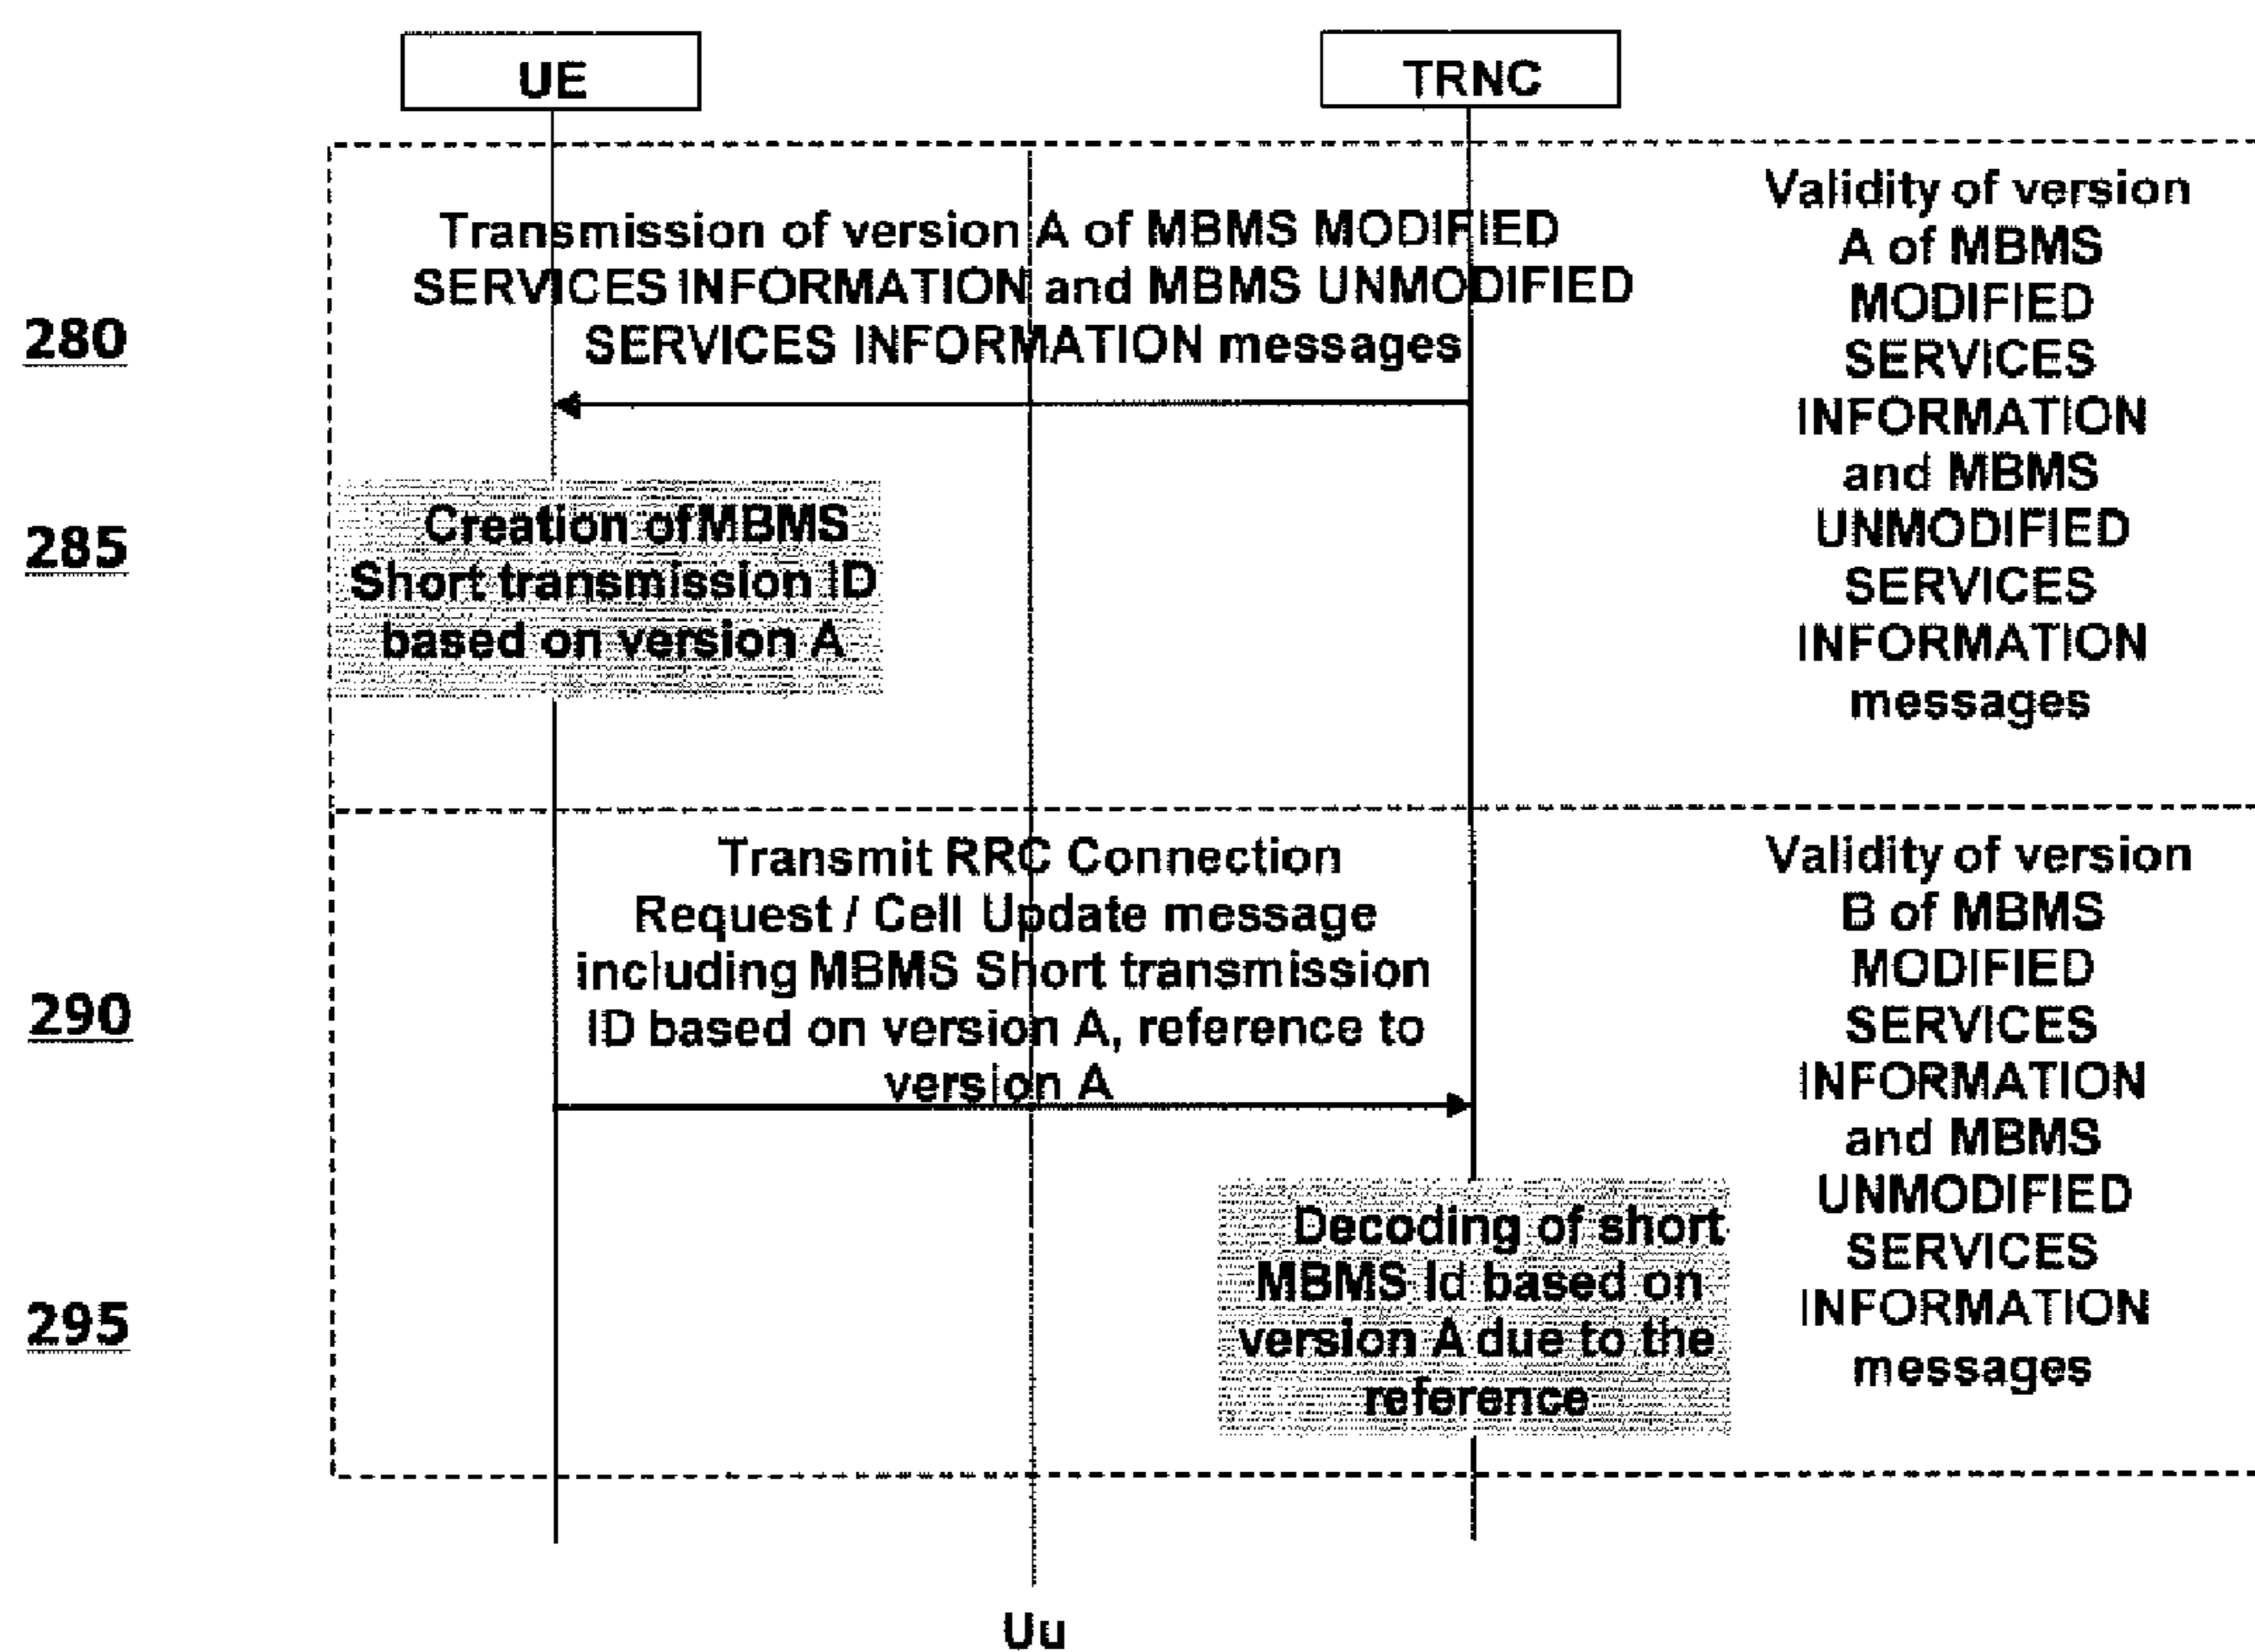 UE
TRNC
Transmission of version A of MBMS MODIFIED
SERVICES INFORMATION and MBMS UNMODIFIED
SERVICES INFORMATION messages
Validity of version
A of MBMS
MODIFIED
SERVICES
INFORMATION
and MBMS
UNMODIFIED
SERVICES
INFORMATION
messages
280
285
Creation of MBMS
Short transmission ID
based on version A
Transmit RRC Connection
Request / Cell Update message
including MBMS Short transmission
ID based on version A, reference to
version A
Validity of version
B of MBMS
MODIFIED
SERVICES
INFORMATION
and MBMS
UNMODIFIED
SERVICES
INFORMATION
messages
290
295
Decoding of short
MBMS Id based on
version A due to the
reference
Uu